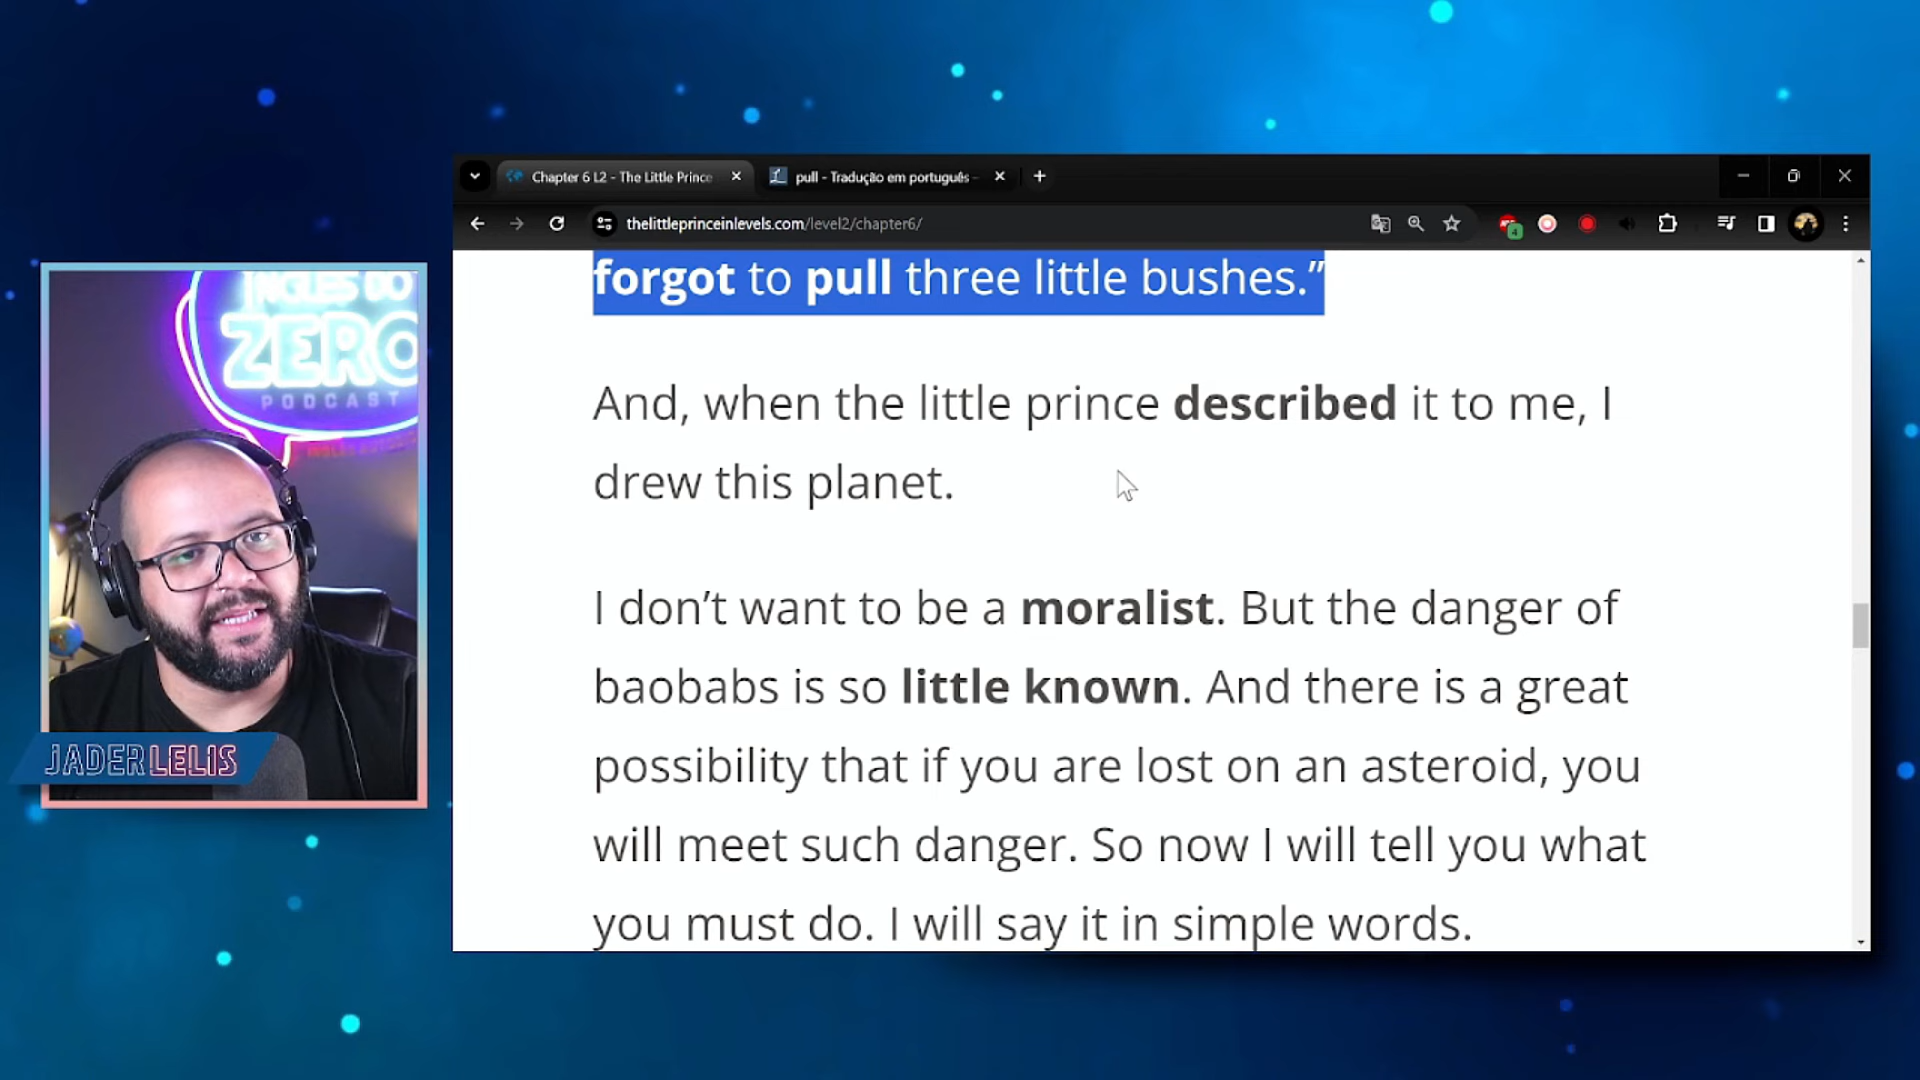 ZERO
PODCAST
JADERLELIS
Chapter 6 L2 - The Little Prince
pull - Tradução em português -
thelittleprinceinlevels.com/level2/chapter6/
4
forgot to pull three little bushes.”
And, when the little prince described it to me, I
drew this planet.
I don’t want to be a moralist. But the danger of
baobabs is so little known. And there is a great
possibility that if you are lost on an asteroid, you
will meet such danger. So now I will tell you what
you must do. I will say it in simple words.